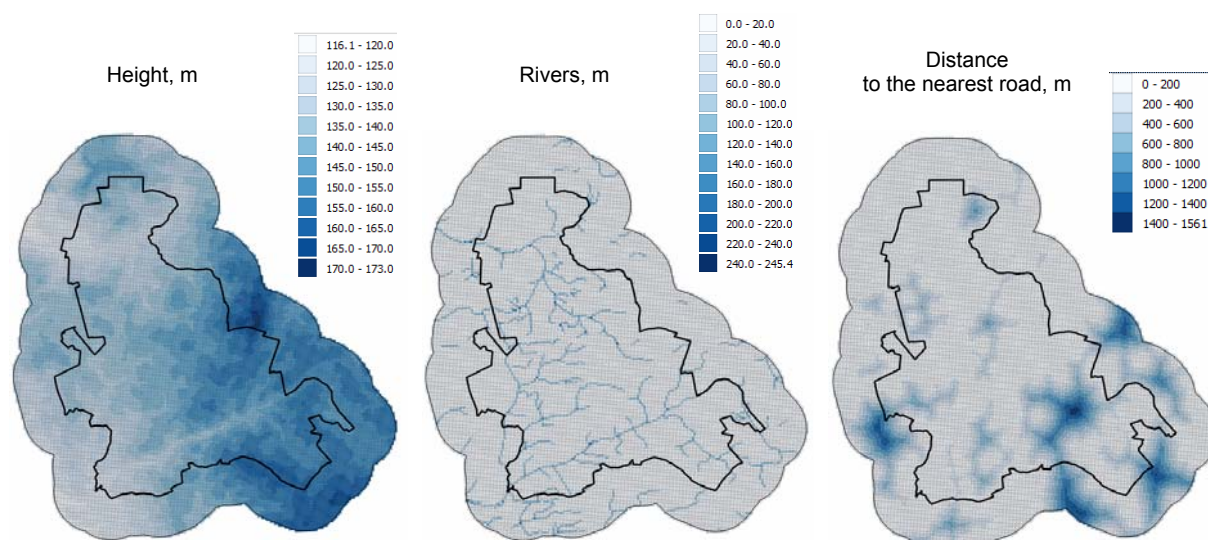 Height, m
116.1 - 120.0
120.0 - 125.0
125.0 - 130.0
130.0 - 135.0
135.0 - 140.0
140.0 - 145.0
145.0 - 150.0
150.0 - 155.0
155.0 - 160.0
160.0 - 165.0
165.0 - 170.0
170.0 - 173.0
Rivers, m
0.0 - 20.0
20.0 - 40.0
40.0 - 60.0
60.0 - 80.0
80.0 - 100.0
100.0 - 120.0
120.0 - 140.0
140.0 - 160.0
160.0 - 180.0
180.0 - 200.0
200.0 - 220.0
220.0 - 240.0
240.0 - 245.4
Distance
to the nearest road, m
0 - 200
200 - 400
400 - 600
600 - 800
800 - 1000
1000 - 1200
1200 - 1400
1400 - 1561